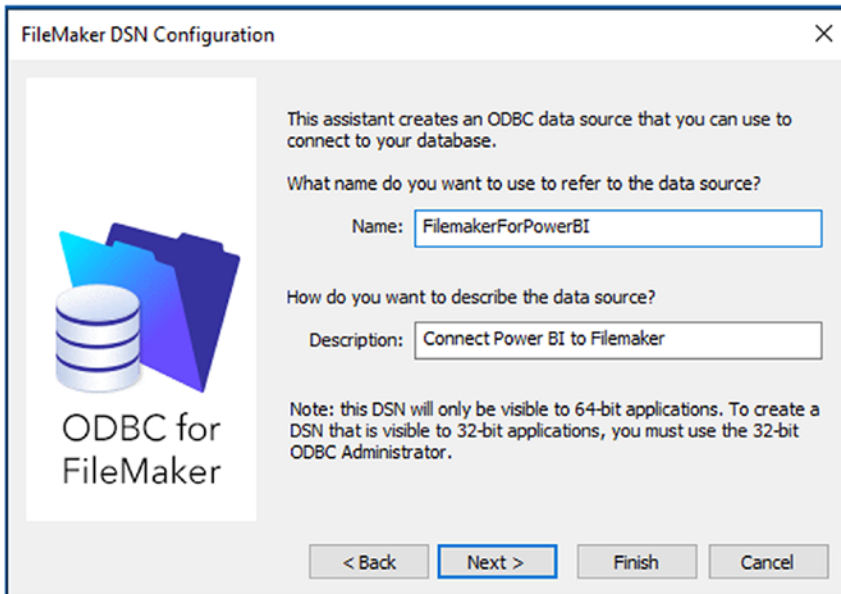 FileMaker DSN Configuration
This assistant creates an ODBC data source that you can use to
connect to your database.
What name do you want to use to refer to the data source?
Name: FilemakerForPowerBI
How do you want to describe the data source?
Description: Connect Power BI to Filemaker
Note: this DSN will only be visible to 64-bit applications. To create a
DSN that is visible to 32-bit applications, you must use the 32-bit
ODBC Administrator.
ODBC for
FileMaker
< Back Next > Finish Cancel